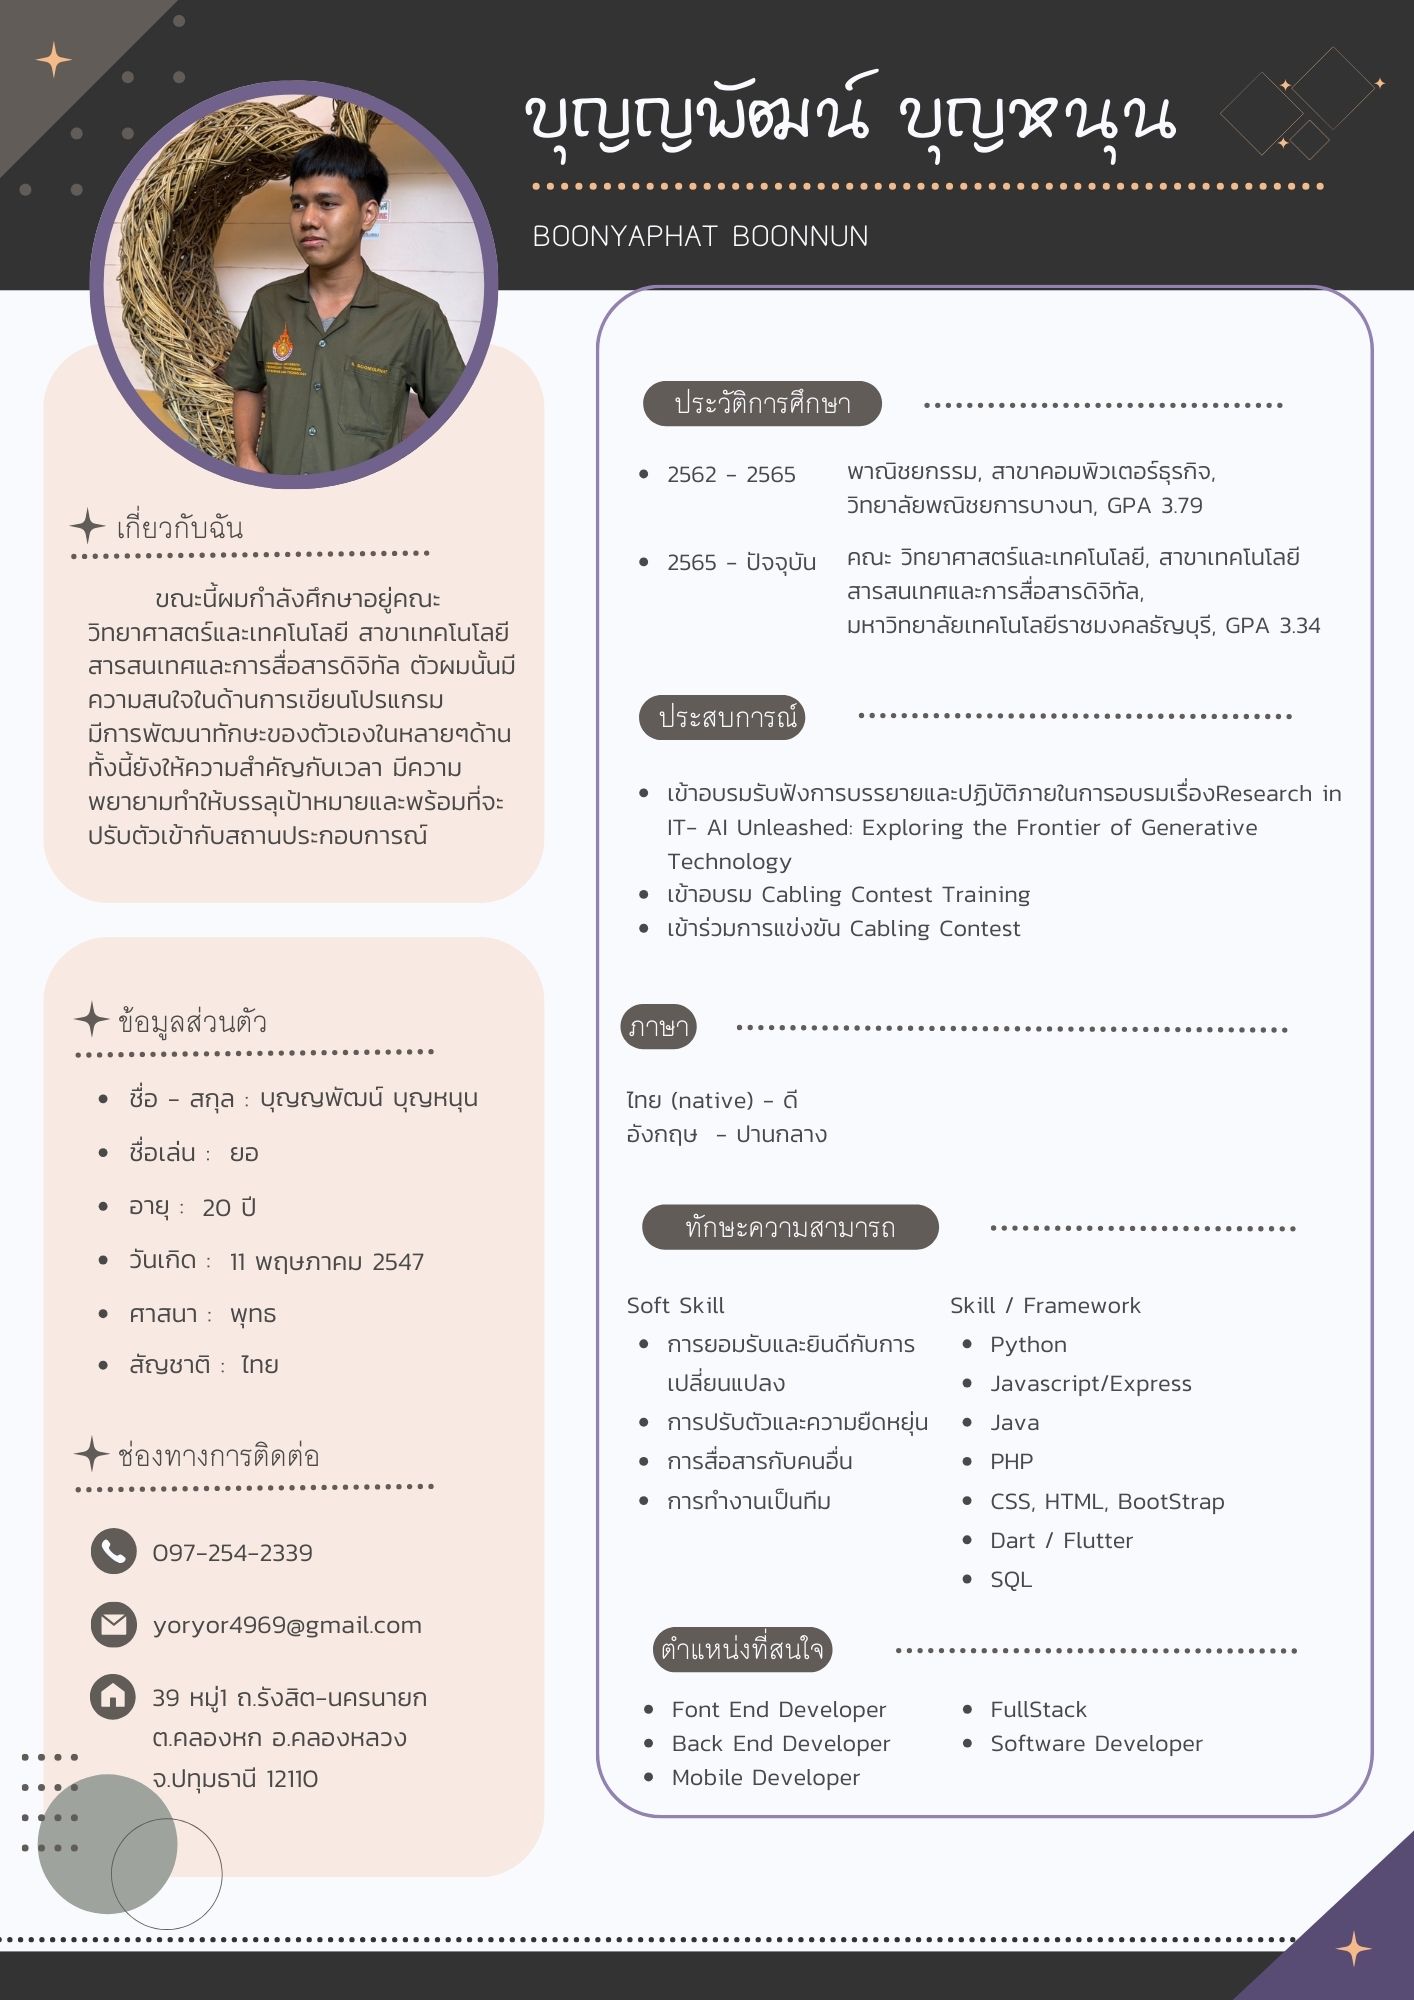 บุญญพัฒน์ บุญหนุน
BOONYAPHAT BOONNUN
เกี่ยวกับฉัน
ขณะนี้ผมกำลังศึกษาอยู่คณะ
วิทยาศาสตร์และเทคโนโลยี สาขาเทคโนโลยี
สารสนเทศและการสื่อสารดิจิทัล ตัวผมนั้นมี
ความสนใจในด้านการเขียนโปรแกรม
มีการพัฒนาทักษะของตัวเองในหลายๆด้าน
ทั้งนี้ยังให้ความสำคัญกับเวลา มีความ
พยายามทำให้บรรลุเป้าหมายและพร้อมที่จะ
ปรับตัวเข้ากับสถานประกอบการณ์
ข้อมูลส่วนตัว
ชื่อ - สกุล : บุญญพัฒน์ บุญหนุน
ชื่อเล่น : ยอ
อายุ : 20 ปี
วันเกิด : 11 พฤษภาคม 2547
ศาสนา : พุทธ
สัญชาติ : ไทย
ช่องทางการติดต่อ
097-254-2339
yoryor4969@gmail.com
39 หมู่1 ถ.รังสิต-นครนายก
ต.คลองหก อ.คลองหลวง
จ.ปทุมธานี 12110
ประวัติการศึกษา
2562 - 2565 พาณิชยกรรม, สาขาคอมพิวเตอร์ธุรกิจ,
วิทยาลัยพณิชยการบางนา, GPA 3.79
2565 - ปัจจุบัน คณะ วิทยาศาสตร์และเทคโนโลยี, สาขาเทคโนโลยี
สารสนเทศและการสื่อสารดิจิทัล,
มหาวิทยาลัยเทคโนโลยีราชมงคลธัญบุรี, GPA 3.34
ประสบการณ์
เข้าอบรมรับฟังการบรรยายและปฏิบัติภายในการอบรมเรื่องResearch in
IT- AI Unleashed: Exploring the Frontier of Generative
Technology
เข้าอบรม Cabling Contest Training
เข้าร่วมการแข่งขัน Cabling Contest
ภาษา
ไทย (native) - ดี
อังกฤษ - ปานกลาง
ทักษะความสามารถ
Soft Skill
การยอมรับและยินดีกับการ
เปลี่ยนแปลง
การปรับตัวและความยืดหยุ่น
การสื่อสารกับคนอื่น
การทำงานเป็นทีม
Skill / Framework
Python
Javascript/Express
Java
PHP
CSS, HTML, BootStrap
Dart / Flutter
SQL
ตำแหน่งที่สนใจ
Font End Developer
Back End Developer
Mobile Developer
FullStack
Software Developer